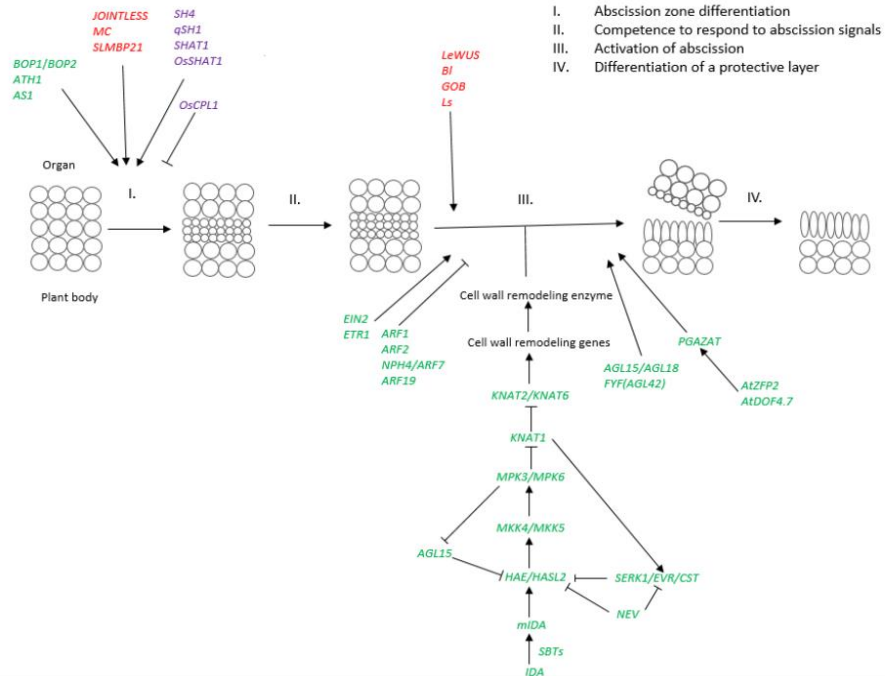 I. Abscission zone differentiation
II. Competence to respond to abscission signals
III. Activation of abscission
IV. Differentiation of a protective layer
JOINTLESS
MC
SLMBP21
SH4
qSH1
SHAT1
OsSHAT1
BOP1/BOP2
ATH1
AS1
OsCPL1
LeWUS
Bl
GOB
Ls
Organ
I.
II.
III.
IV.
Plant body
Cell wall remodeling enzyme
EIN2
ETR1
ARF1
ARF2
NPH4/ARF7
ARF19
Cell wall remodeling genes
PGAZAT
AGL15/AGL18
FYF(AGL42)
AtZFP2
AtDOF4.7
KNAT2/KNAT6
KNAT1
MPK3/MPK6
MKK4/MKK5
AGL15
HAE/HASL2
SERK1/EVR/CST
NEV
mIDA
SBTs
IDA